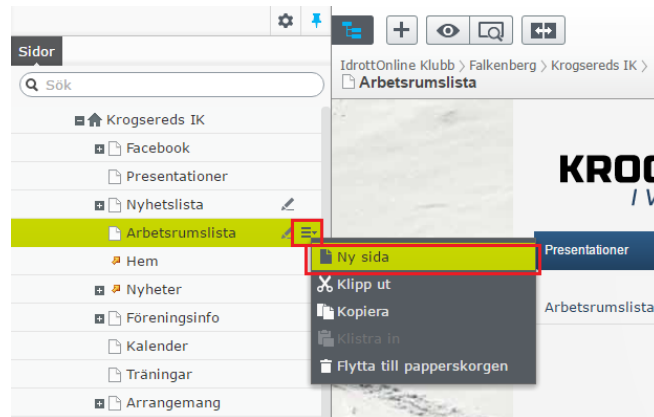 Sidor
Sök
Krogsereds IK
Facebook
Presentationer
Nyhetslista
Arbetsrumslista
Hem
Nyheter
Föreningsinfo
Kalender
Träningar
Arrangemang
IdrottOnline Klubb > Falkenberg > Krogsereds IK >
Arbetsrumslista
KROG
I V
Presentationer
Arbetsrumslista
Ny sida
Klipp ut
Kopiera
Klistra in
Flytta till papperskorgen